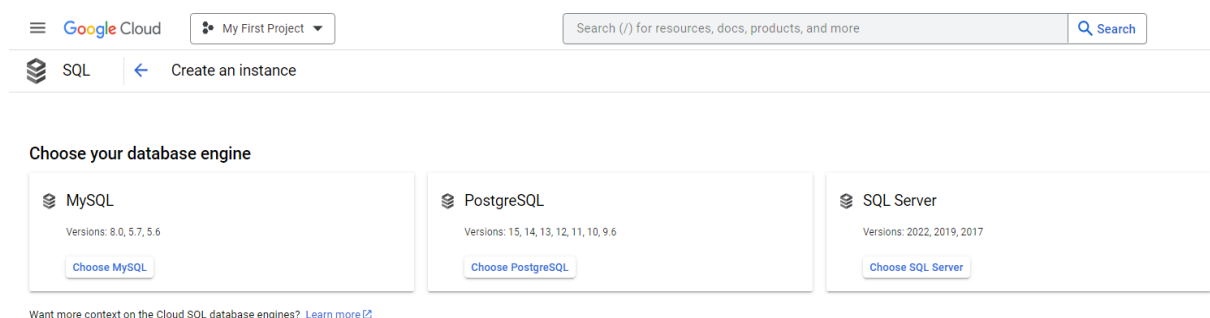 Google Cloud
My First Project
Search (/) for resources, docs, products, and more
Search
SQL
Create an instance
Choose your database engine
MySQL
Versions: 8.0, 5.7, 5.6
Choose MySQL
PostgreSQL
Versions: 15, 14, 13, 12, 11, 10, 9.6
Choose PostgreSQL
SQL Server
Versions: 2022, 2019, 2017
Choose SQL Server
Want more context on the Cloud SQL database engines? Learn more